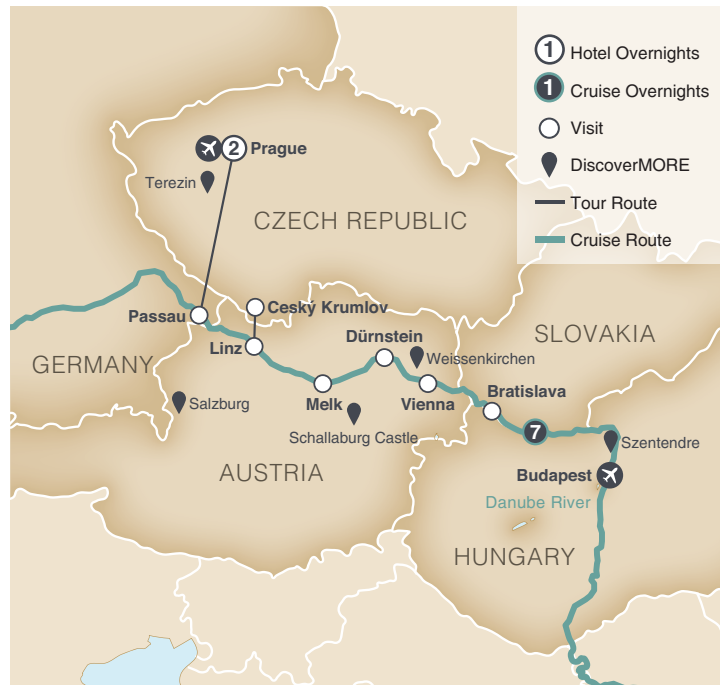 1 Hotel Overnights
1 Cruise Overnights
Visit
DiscoverMORE
Tour Route
Cruise Route
2 Prague
Terezin
CZECH REPUBLIC
Passau
Ceský Krumlov
Linz
Dürnstein
SLOVAKIA
GERMANY
Weissenkirchen
Salzburg
Melk
Vienna
Bratislava
Schallaburg Castle
7
Szentendre
AUSTRIA
Budapest
Danube River
HUNGARY